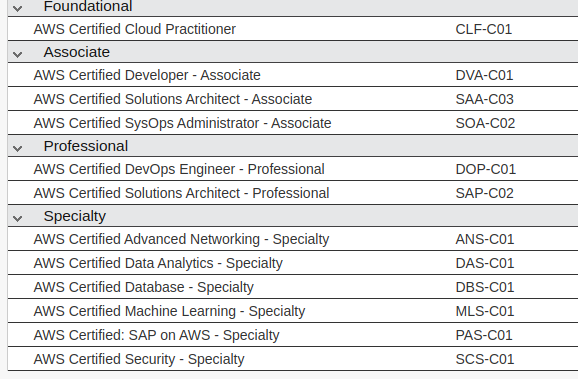 Foundational
AWS Certified Cloud Practitioner CLF-C01
Associate
AWS Certified Developer - Associate DVA-C01
AWS Certified Solutions Architect - Associate SAA-C03
AWS Certified SysOps Administrator - Associate SOA-C02
Professional
AWS Certified DevOps Engineer - Professional DOP-C01
AWS Certified Solutions Architect - Professional SAP-C02
Specialty
AWS Certified Advanced Networking - Specialty ANS-C01
AWS Certified Data Analytics - Specialty DAS-C01
AWS Certified Database - Specialty DBS-C01
AWS Certified Machine Learning - Specialty MLS-C01
AWS Certified: SAP on AWS - Specialty PAS-C01
AWS Certified Security - Specialty SCS-C01